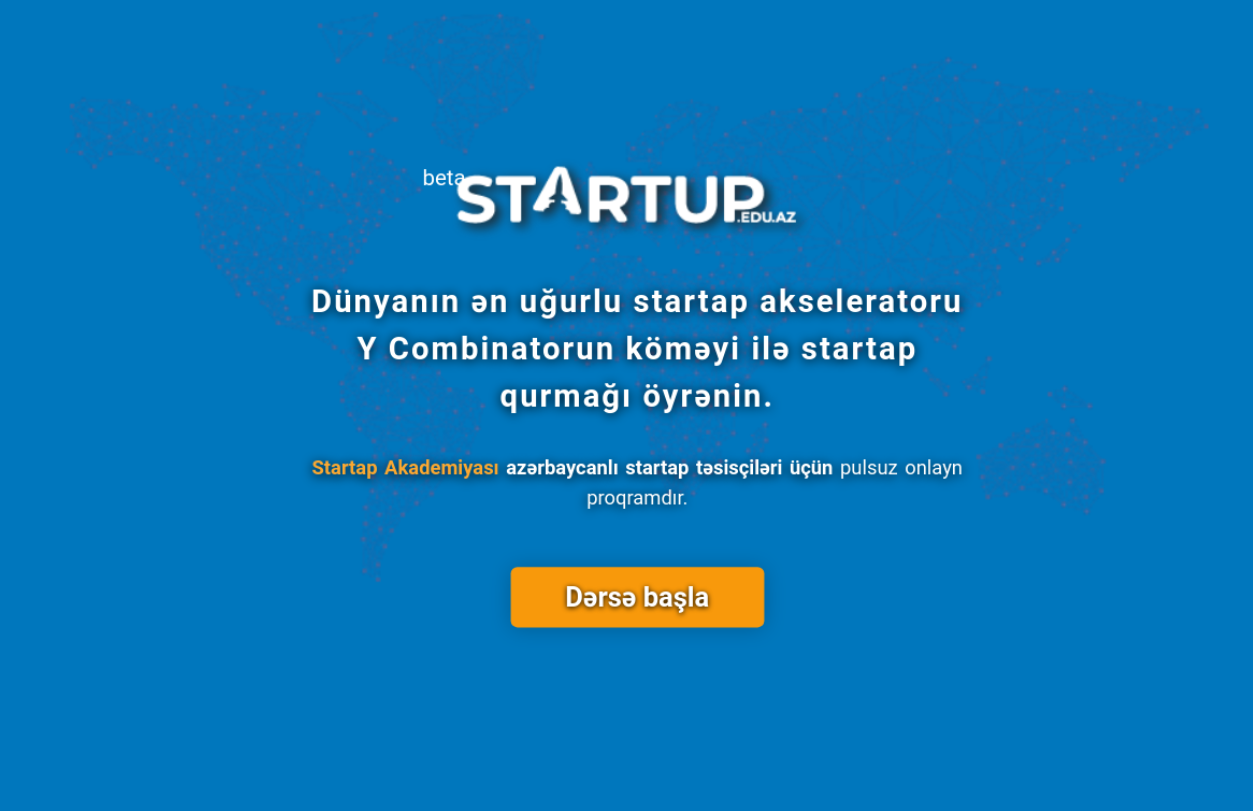 beta
STARTUP
.EDU.AZ
Dünyanın ən uğurlu startap akseleratoru
Y Combinatorun köməyi ilə startap
qurmağı öyrənin.
Startap Akademiyası azərbaycanlı startap təsisçiləri üçün pulsuz onlayn
proqramdır.
Dərsə başla